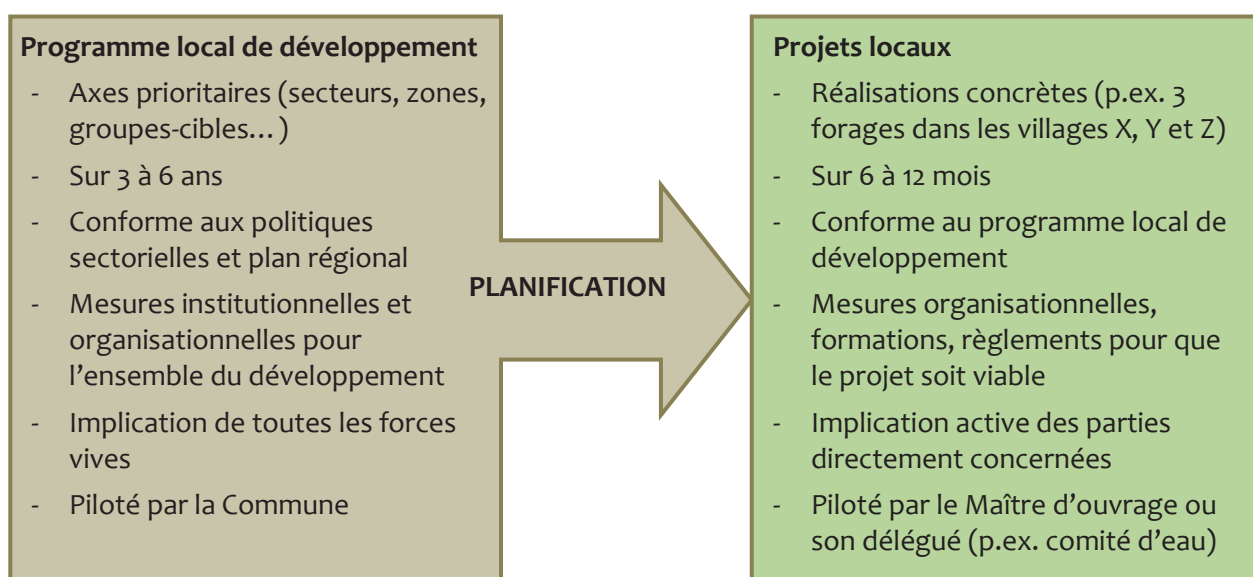 Programme local de développement
- Axes prioritaires (secteurs, zones,
groupes-cibles…)
- Sur 3 à 6 ans
- Conforme aux politiques
sectorielles et plan régional
- Mesures institutionnelles et
organisationnelles pour
l’ensemble du développement
- Implication de toutes les forces
vives
- Piloté par la Commune
PLANIFICATION
Projets locaux
- Réalisations concrètes (p.ex. 3
forages dans les villages X, Y et Z)
- Sur 6 à 12 mois
- Conforme au programme local de
développement
- Mesures organisationnelles,
formations, règlements pour que
le projet soit viable
- Implication active des parties
directement concernées
- Piloté par le Maître d’ouvrage ou
son délégué (p.ex. comité d’eau)